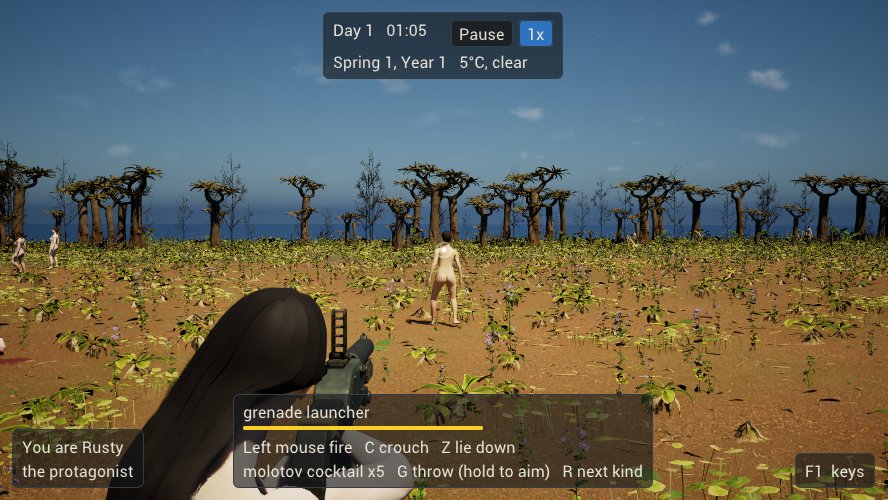 Day 1 01:05 Pause 1x
Spring 1, Year 1 5°C, clear
grenade launcher
Left mouse fire C crouch Z lie down
molotov cocktail x5 G throw (hold to aim) R next kind
You are Rusty
the protagonist
F1 keys